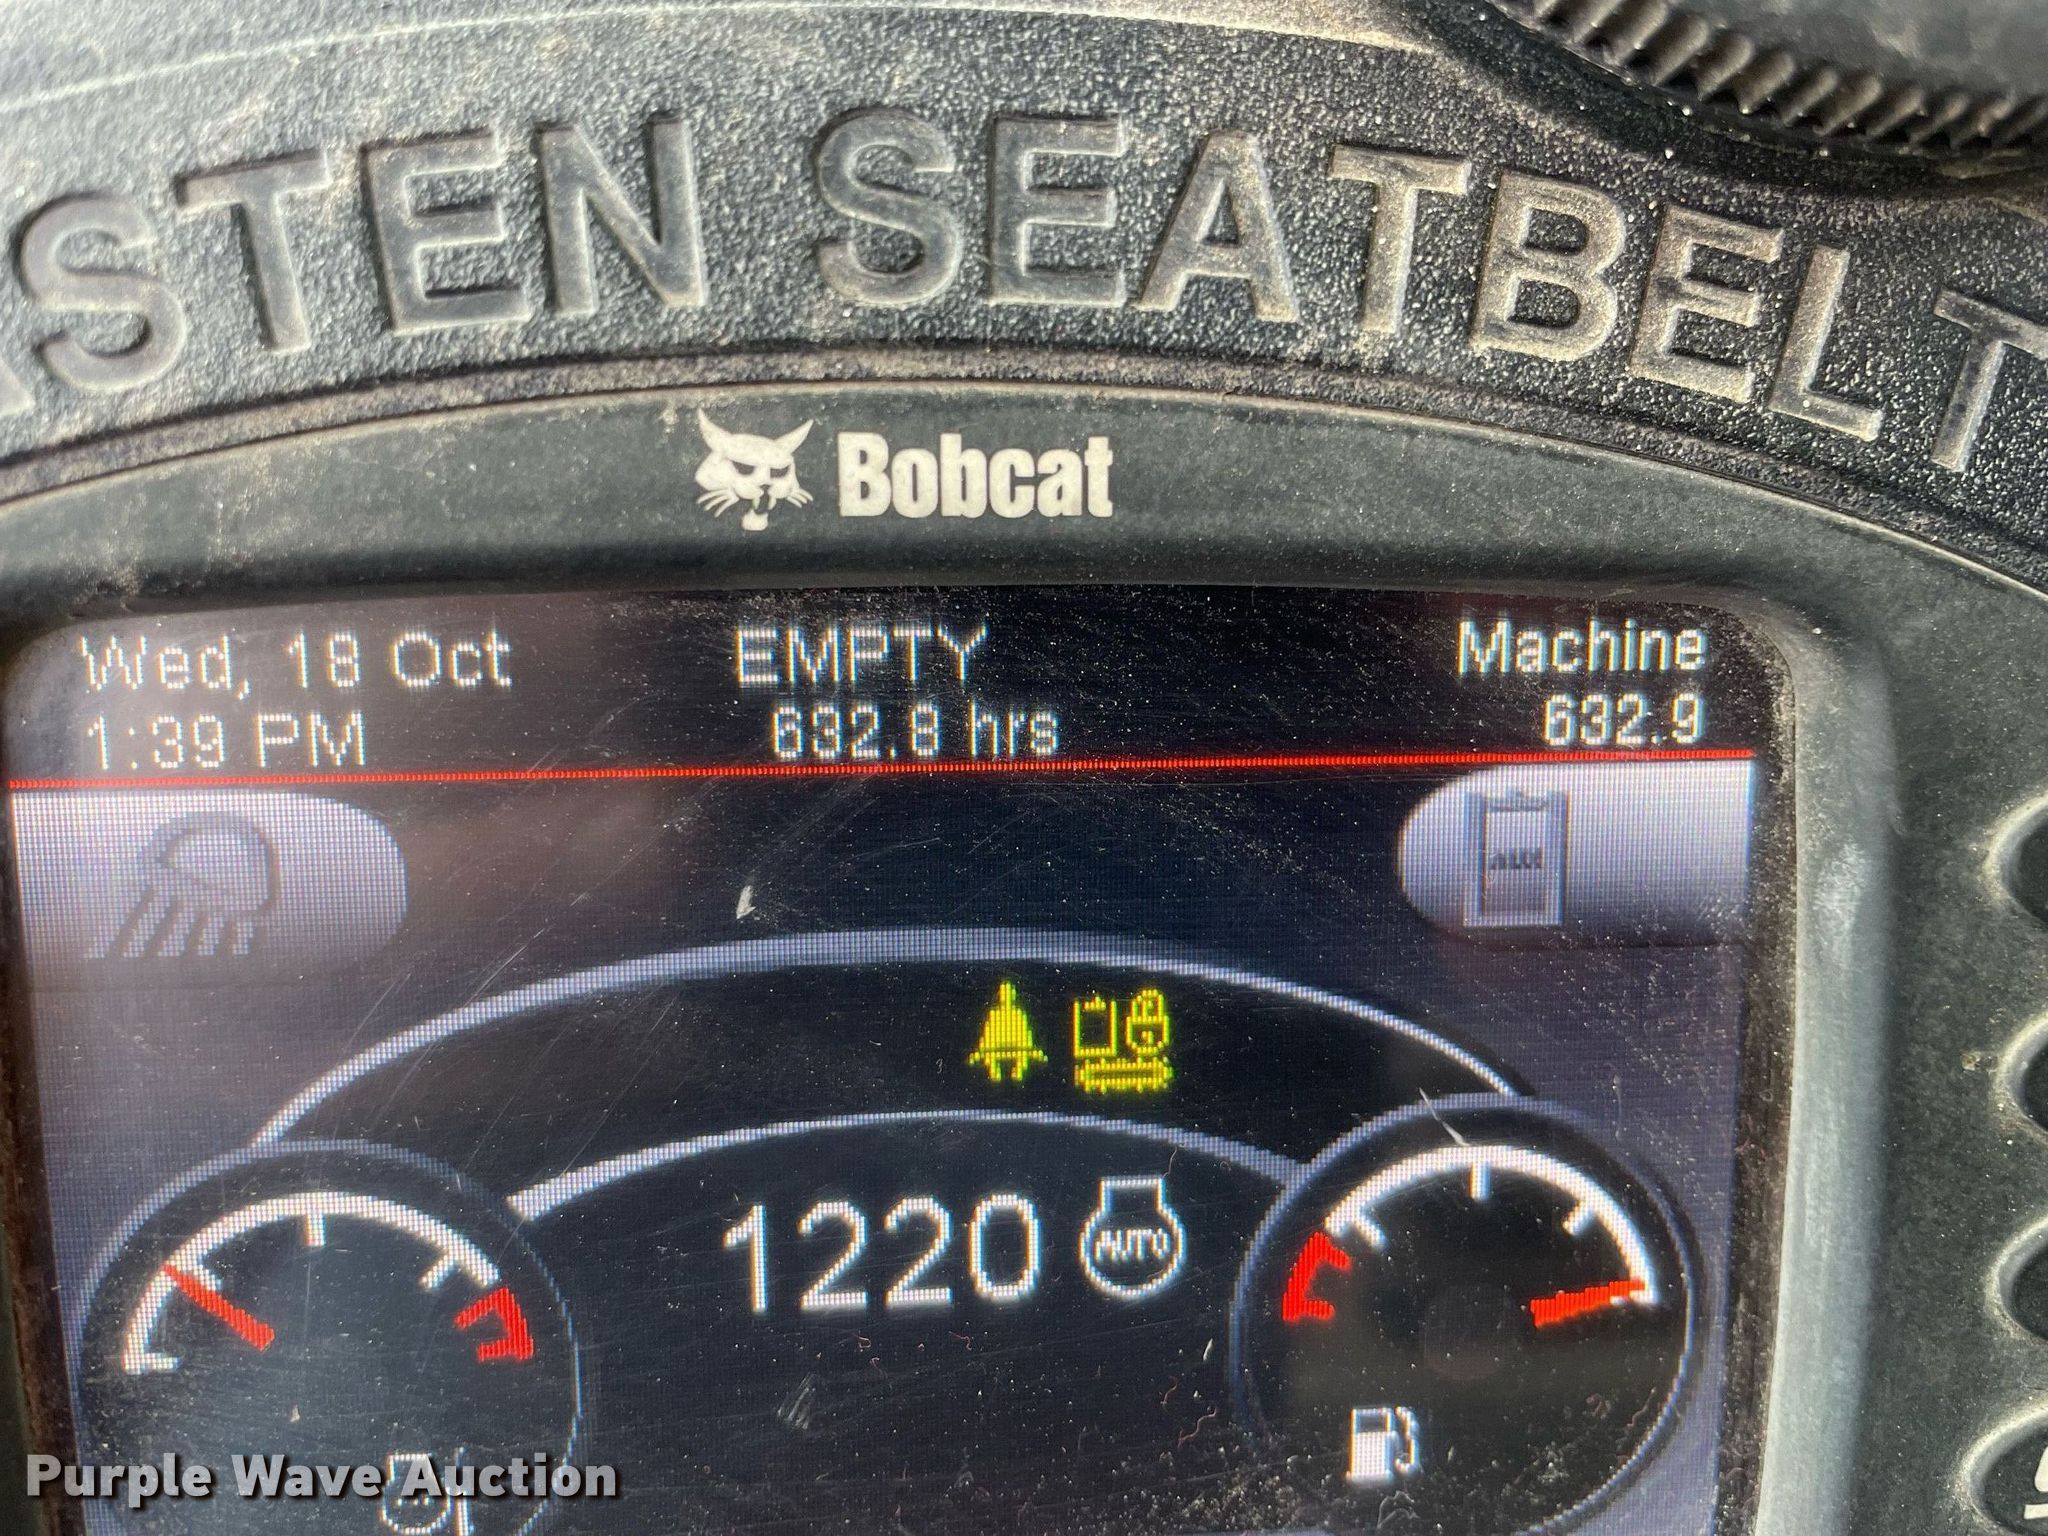 STEN SEATBELT
Bobcat
Wed, 18 Oct EMPTY Machine
1:39 PM 632.8 hrs 632.9
1220 AUTO
Purple Wave Auction